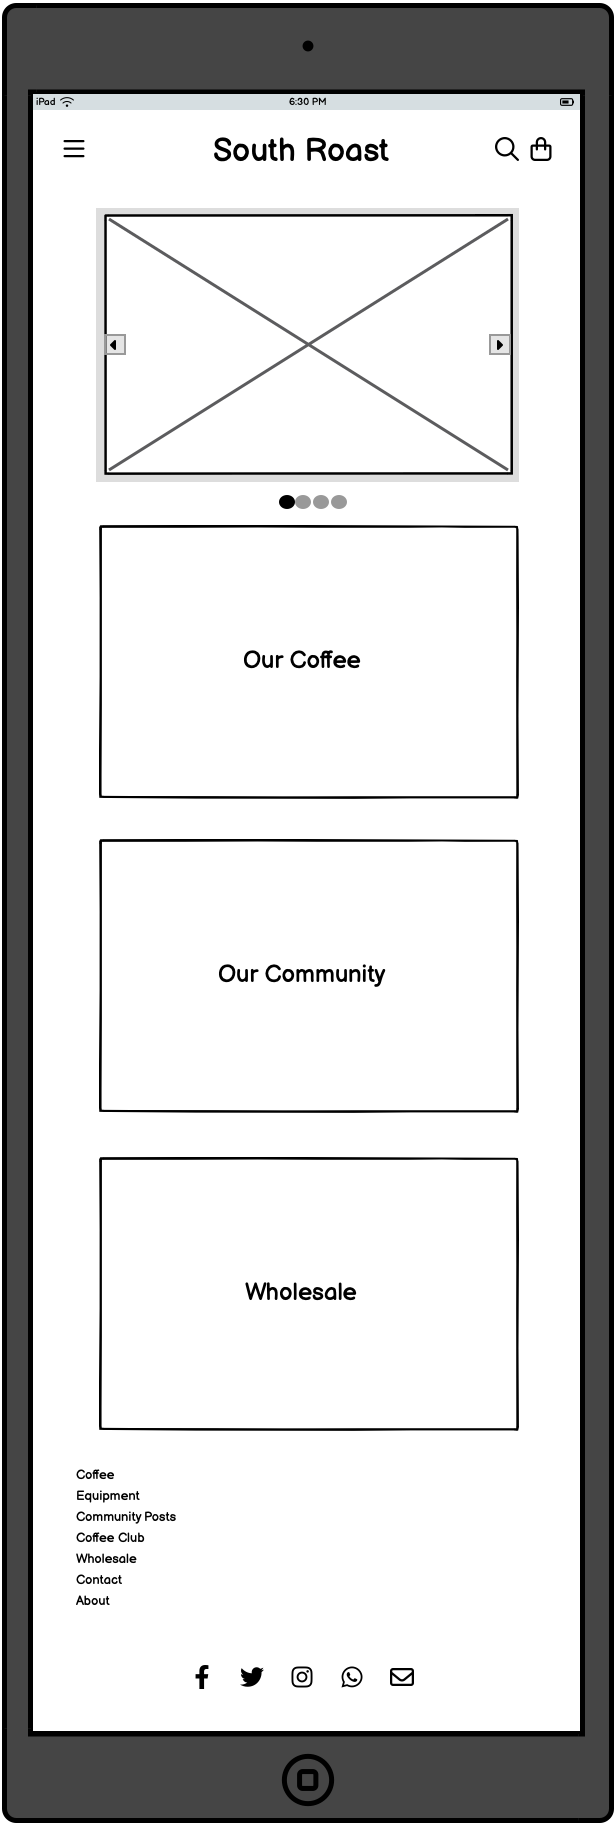 iPad
6:30 PM
South Roast
Our Coffee
Our Community
Wholesale
Coffee
Equipment
Community Posts
Coffee Club
Wholesale
Contact
About